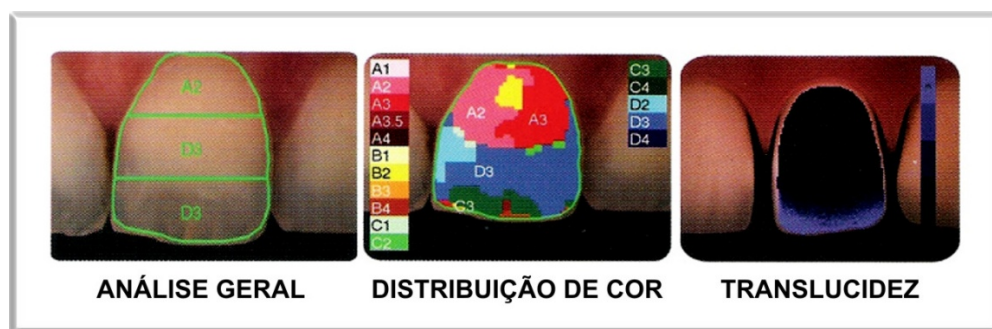 A2
D3
D3
A1
A2
A3
A3.5
A4
B1
B2
B3
B4
C1
C2
A2
A3
D3
C3
C3
C4
D2
D3
D4
ANÁLISE GERAL
DISTRIBUIÇÃO DE COR
TRANSLUCIDEZ